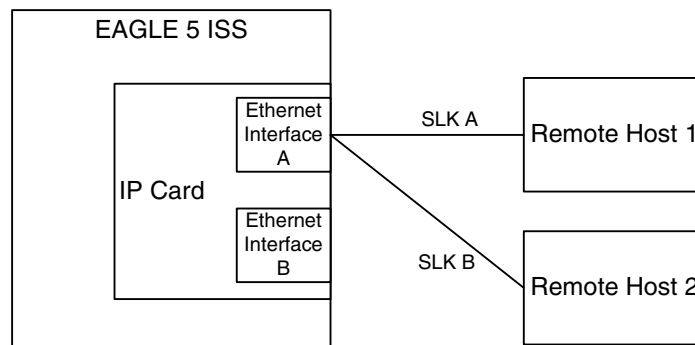 EAGLE 5 ISS
Ethernet
Interface
A
SLK A
Remote Host 1
IP Card
Ethernet
Interface
B
SLK B
Remote Host 2